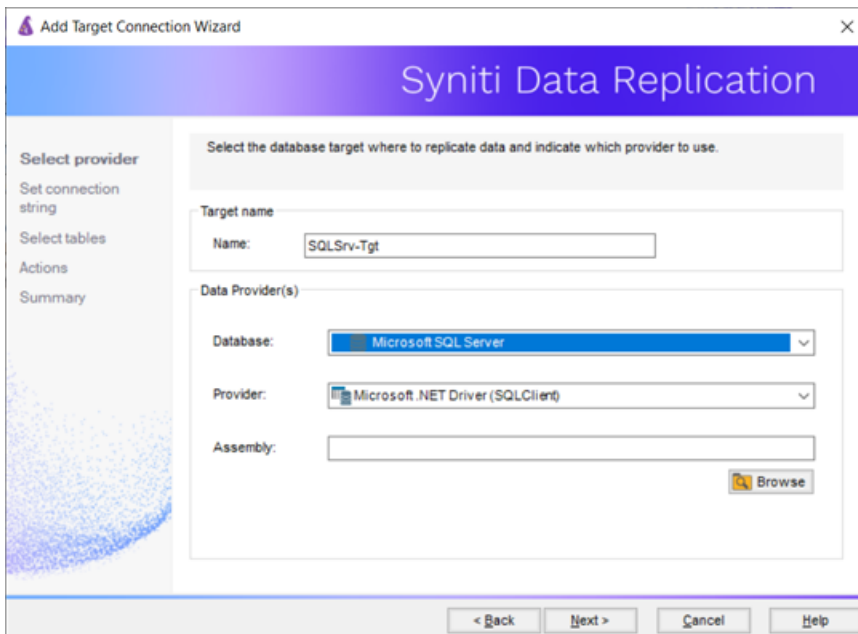 Add Target Connection Wizard
Syniti Data Replication
Select provider
Set connection
string
Select tables
Actions
Summary
Select the database target where to replicate data and indicate which provider to use.
Target name
Name:
SQLSrv-Tgt
Data Provider(s)
Database:
Microsoft SQL Server
Provider:
Microsoft .NET Driver (SQLClient)
Assembly:
Browse
< Back
Next >
Cancel
Help